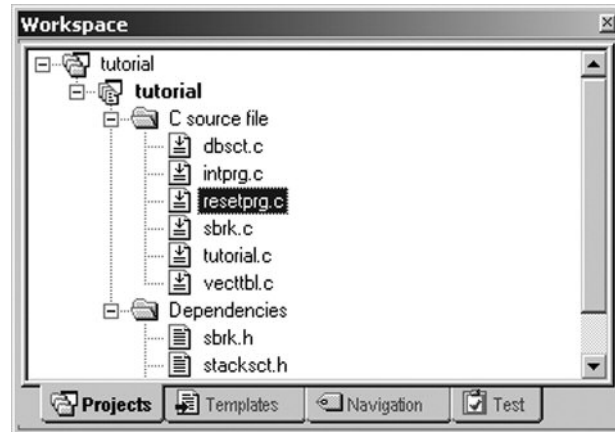 Workspace
tutorial
tutorial
C source file
dbsct.c
intprg.c
resetprg.c
sbrk.c
tutorial.c
vecttbl.c
Dependencies
sbrk.h
stacksct.h
Projects Templates Navigation Test